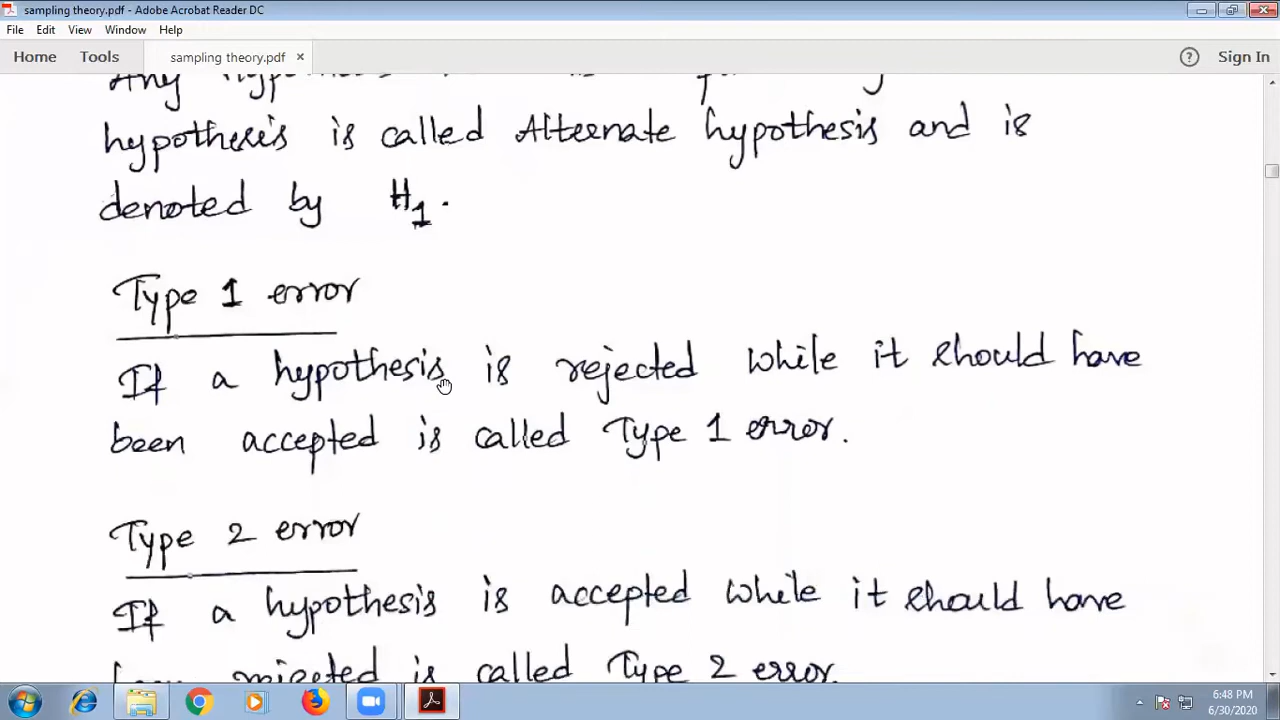 sampling theory.pdf - Adobe Acrobat Reader DC
File Edit View Window Help
Home Tools sampling theory.pdf × ? Sign In
Any
hypothesis is called Alternate hypothesis and is
denoted by H1.
Type 1 error
If a hypothesis is rejected while it should have
been accepted is called Type 1 error.
Type 2 error
If a hypothesis is accepted while it should have
been rejected is called Type 2 error.
6:48 PM
6/30/2020